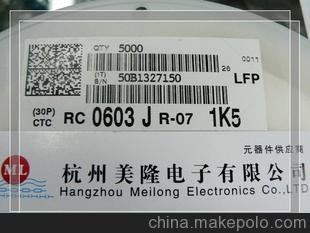 QTY 5000
0011
26
(1T)
S/N 50B1327150
LFP
(30P)
CTC RC 0603 J R-07 1K5
元器件供应商
ML 杭州美隆电子有限公司
Hangzhou Meilong Electronics Co.,LTD
china.makepolo.com